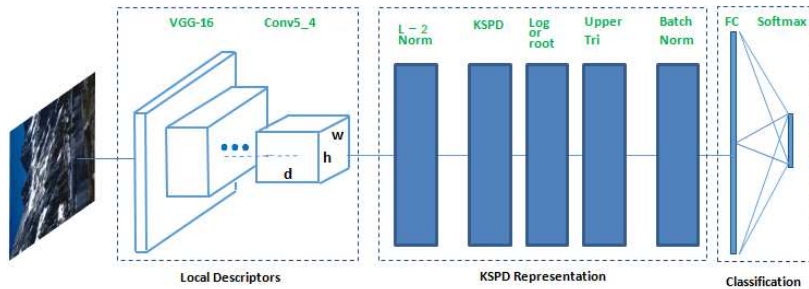 VGG-16 Conv5_4
L – 2 Norm
KSPD
Log or root
Upper Tri
Batch Norm
FC Softmax
w
h
d
Local Descriptors
KSPD Representation
Classification